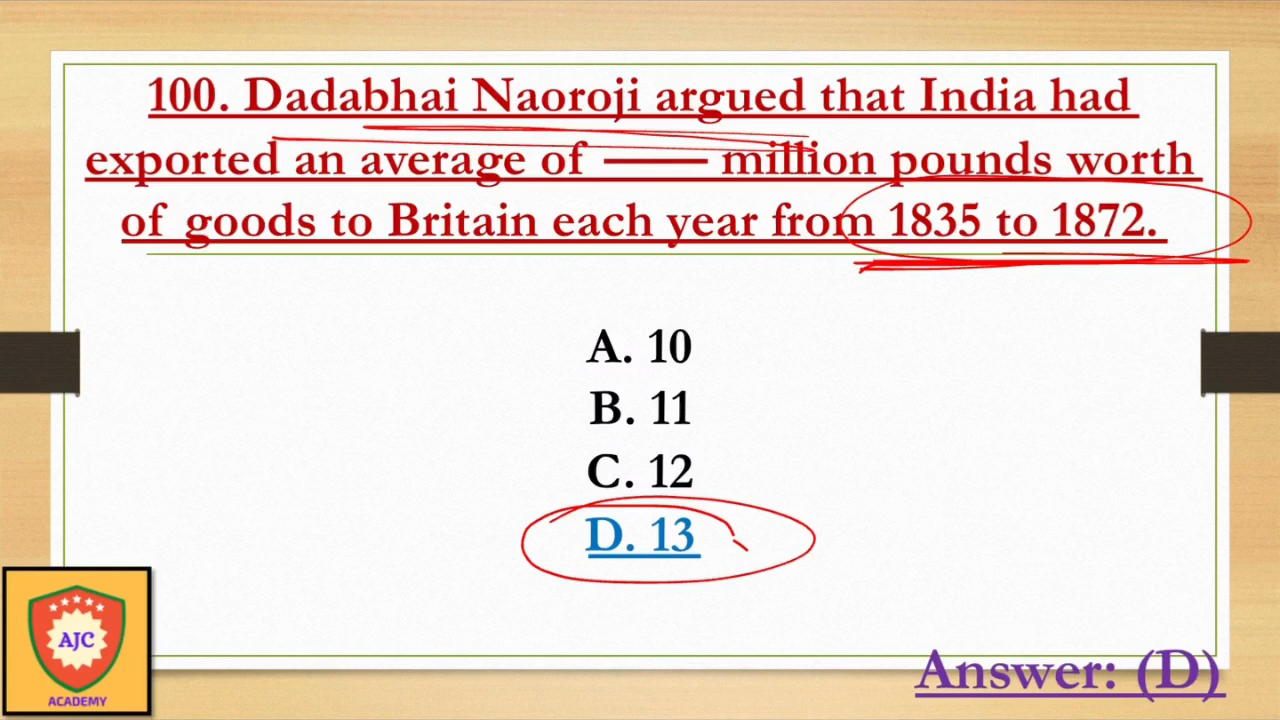 100. Dadabhai Naoroji argued that India had
exported an average of —— million pounds worth
of goods to Britain each year from 1835 to 1872.
A. 10
B. 11
C. 12
D. 13
AJC
ACADEMY
Answer: (D)